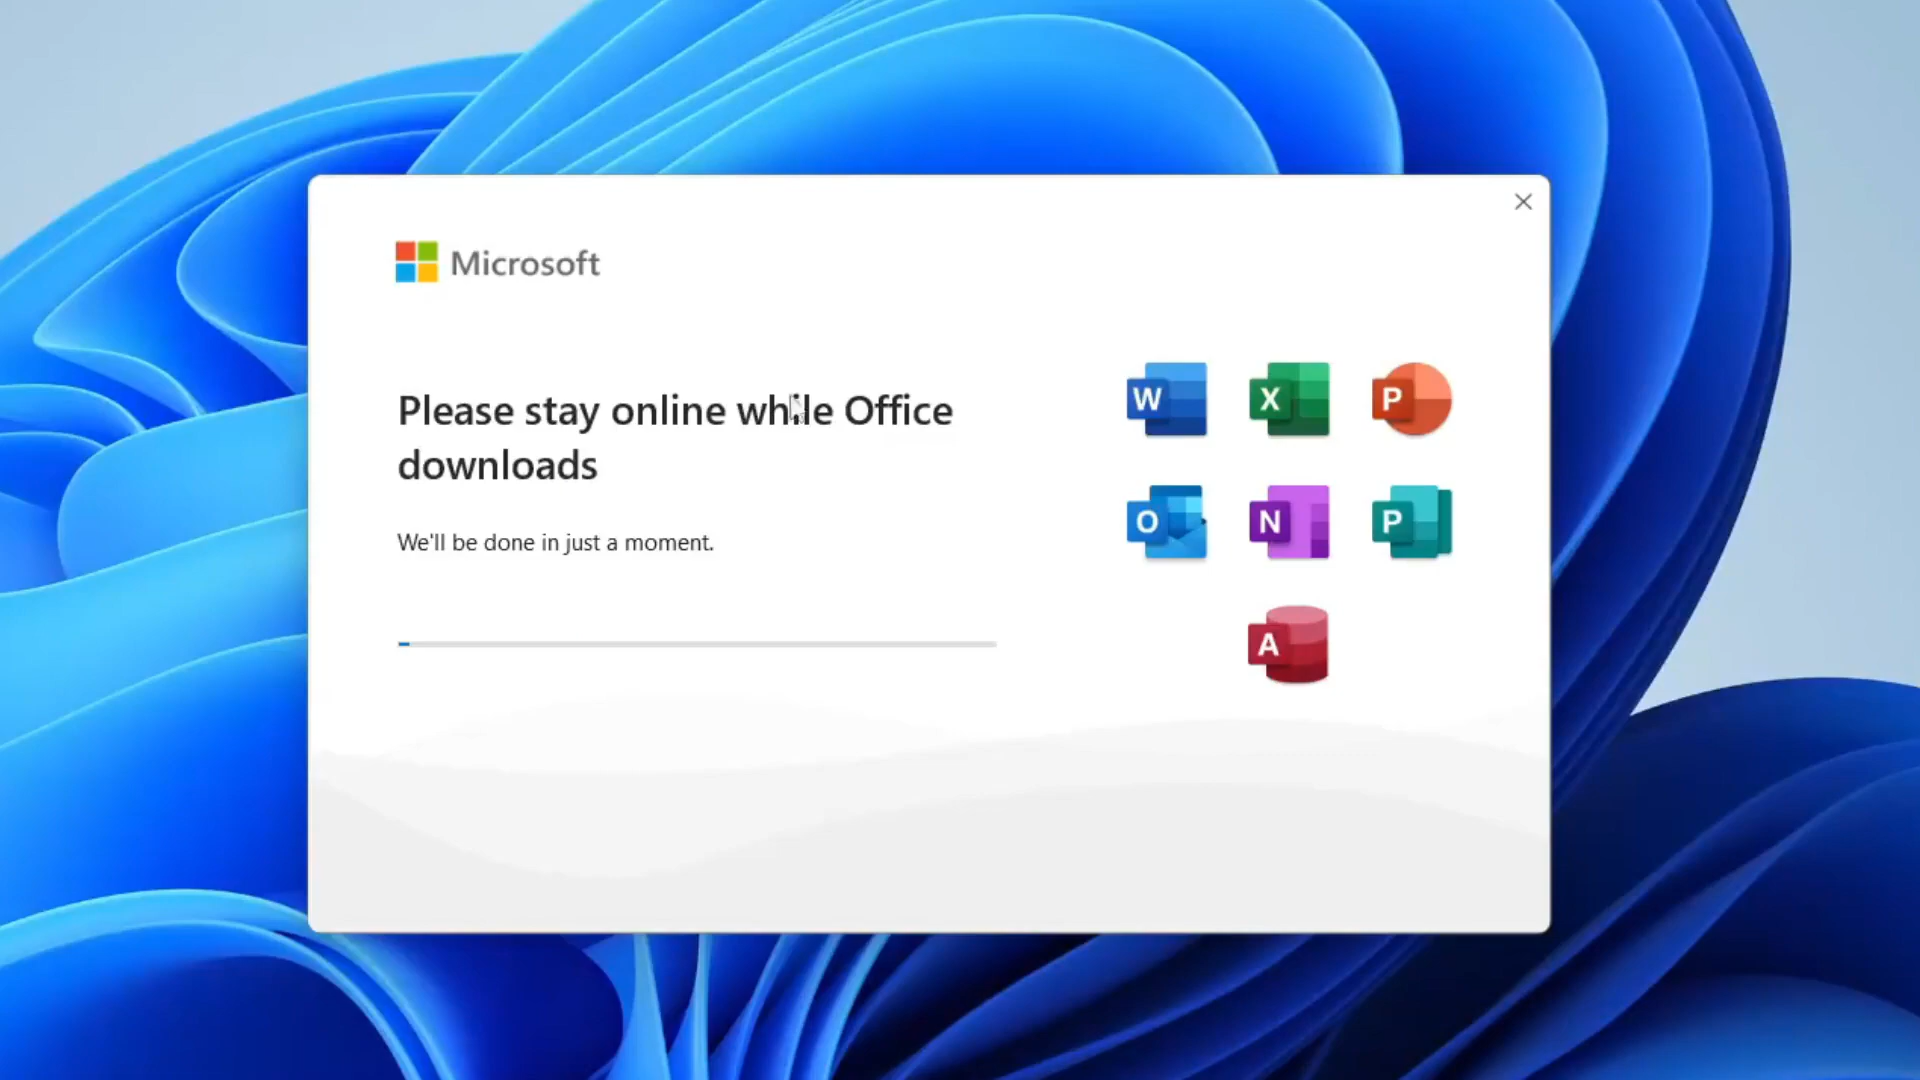 Microsoft
Please stay online while Office
downloads
We'll be done in just a moment.
W X P
O N P
A